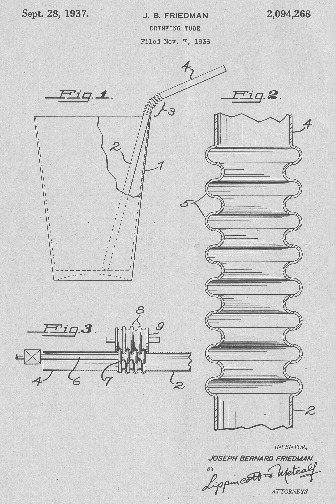 Sept. 28, 1937.
J. B. FRIEDMAN
2,094,268
DRINKING TUBE
Filed Nov. 7, 1936
Fig. 1.
Fig. 2.
4
3
2
1
4
5
Fig. 3
8
9
4
6
7
2
2
INVENTOR,
JOSEPH BERNARD FRIEDMAN
BY
Lippincott & Metcalf
ATTORNEYS